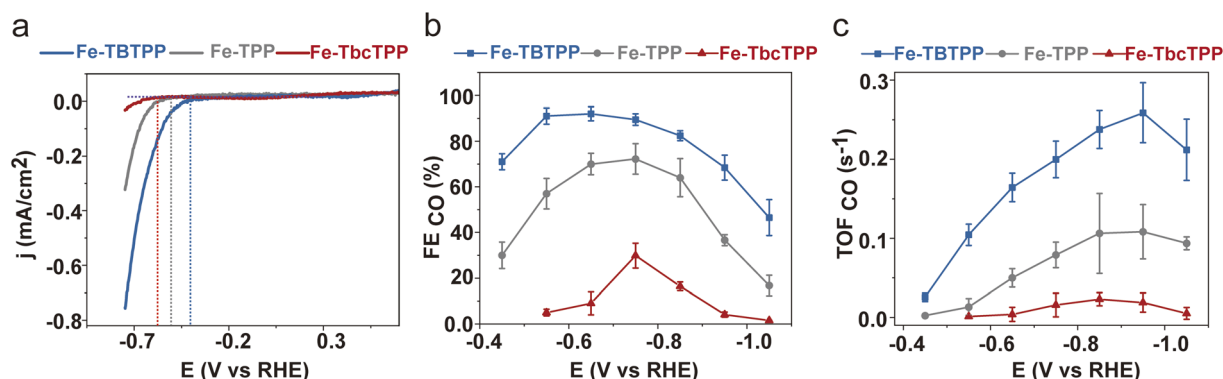 a
Fe-TBTPP Fe-TPP Fe-TbcTPP
0.0
-0.2
-0.4
-0.6
-0.8
j (mA/cm2)
-0.7 -0.2 0.3
E (V vs RHE)
b
Fe-TBTPP Fe-TPP Fe-TbcTPP
100
80
60
40
20
0.0
FE CO (%)
-0.4 -0.6 -0.8 -1.0
E (V vs RHE)
c
Fe-TBTPP Fe-TPP Fe-TbcTPP
0.3
0.2
0.1
0.0
TOF CO (s-1)
-0.4 -0.6 -0.8 -1.0
E (V vs RHE)